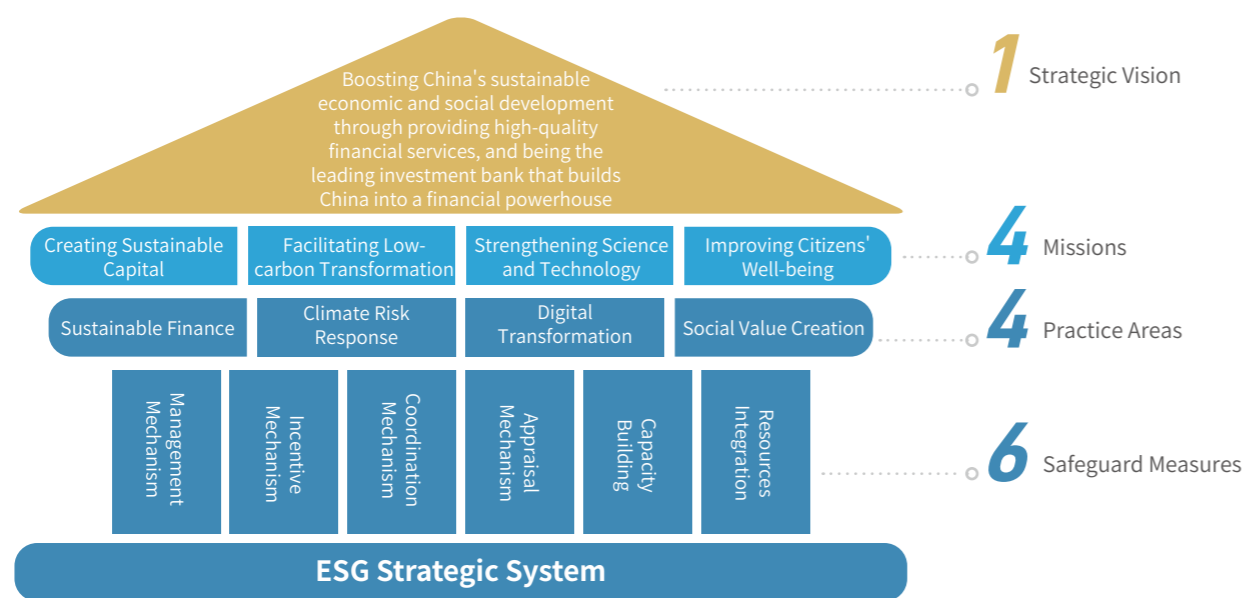 Boosting China's sustainable
economic and social development
through providing high-quality
financial services, and being the
leading investment bank that builds
China into a financial powerhouse
1 Strategic Vision
Creating Sustainable
Capital
Facilitating Low-
carbon Transformation
Strengthening Science
and Technology
Improving Citizens'
Well-being
4 Missions
Sustainable Finance
Climate Risk
Response
Digital
Transformation
Social Value Creation
4 Practice Areas
Management
Mechanism
Incentive
Mechanism
Coordination
Mechanism
Appraisal
Mechanism
Capacity
Building
Resources
Integration
6 Safeguard Measures
ESG Strategic System